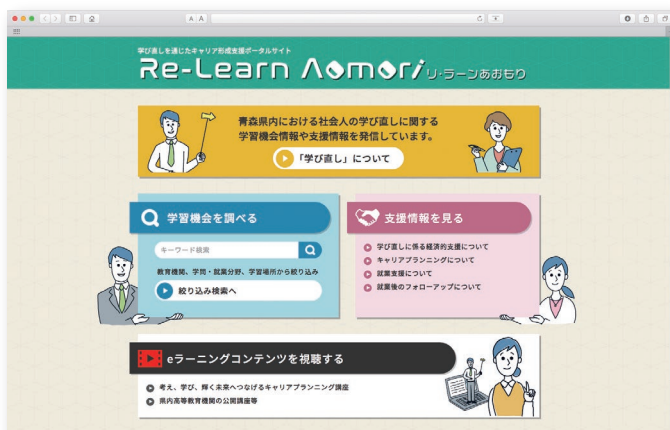 学び直しを通じたキャリア形成支援ポータルサイト
Re-Learn Aomori リ・ラーンあおもり
青森県内における社会人の学び直しに関する
学習機会情報や支援情報を発信しています。
「学び直し」について
学習機会を調べる
キーワード検索
教育機関、学問・就業分野、学習場所から絞り込み
絞り込み検索へ
支援情報を見る
学び直しに係る経済的支援について
キャリアプランニングについて
就業支援について
就業後のフォローアップについて
eラーニングコンテンツを視聴する
考え、学び、輝く未来へつなげるキャリアプランニング講座
県内高等教育機関の公開講座等